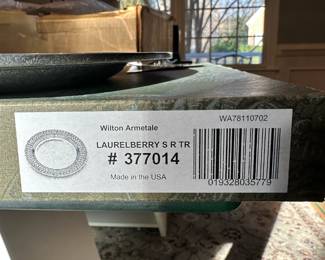 Wilton Armetale
WA78110702
LAURELBERRY S R TR
# 377014
Made in the USA
019328035779